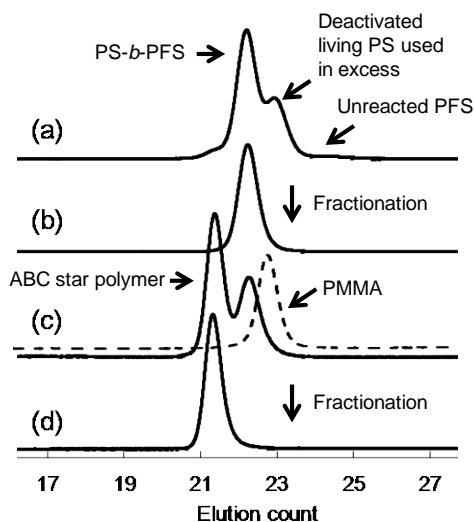 PS-b-PFS
Deactivated
living PS used
in excess
Unreacted PFS
(a)
(b)
Fractionation
ABC star polymer
PMMA
(c)
(d)
Fractionation
17 19 21 23 25 27
Elution count